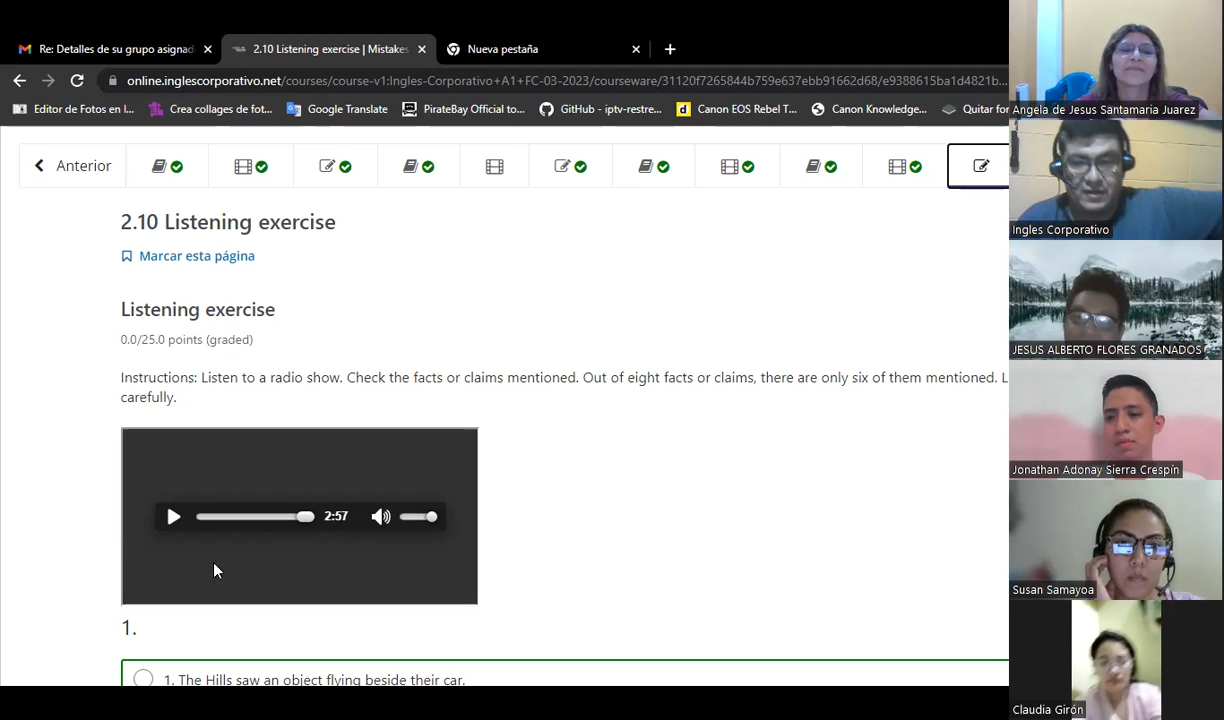 Re: Detalles de su grupo asignad
2.10 Listening exercise | Mistakes
Nueva pestaña
online.inglescorporativo.net/courses/course-v1:Ingles-Corporativo+A1+FC-03-2023/courseware/31120f7265844b759e637ebb91662d68/e9388615ba1d4821b...
Editor de Fotos en l...
Crea collages de fot...
Google Translate
PirateBay Official to...
GitHub - iptv-restre...
Canon EOS Rebel T...
Canon Knowledge...
Quitar for
Anterior
2.10 Listening exercise
Marcar esta página
Listening exercise
0.0/25.0 points (graded)
Instructions: Listen to a radio show. Check the facts or claims mentioned. Out of eight facts or claims, there are only six of them mentioned. L
carefully.
2:57
1.
1. The Hills saw an object flying beside their car.
Angela de Jesus Santamaria Juarez
Ingles Corporativo
JESUS ALBERTO FLORES GRANADOS
Jonathan Adonay Sierra Crespín
Susan Samayoa
Claudia Girón